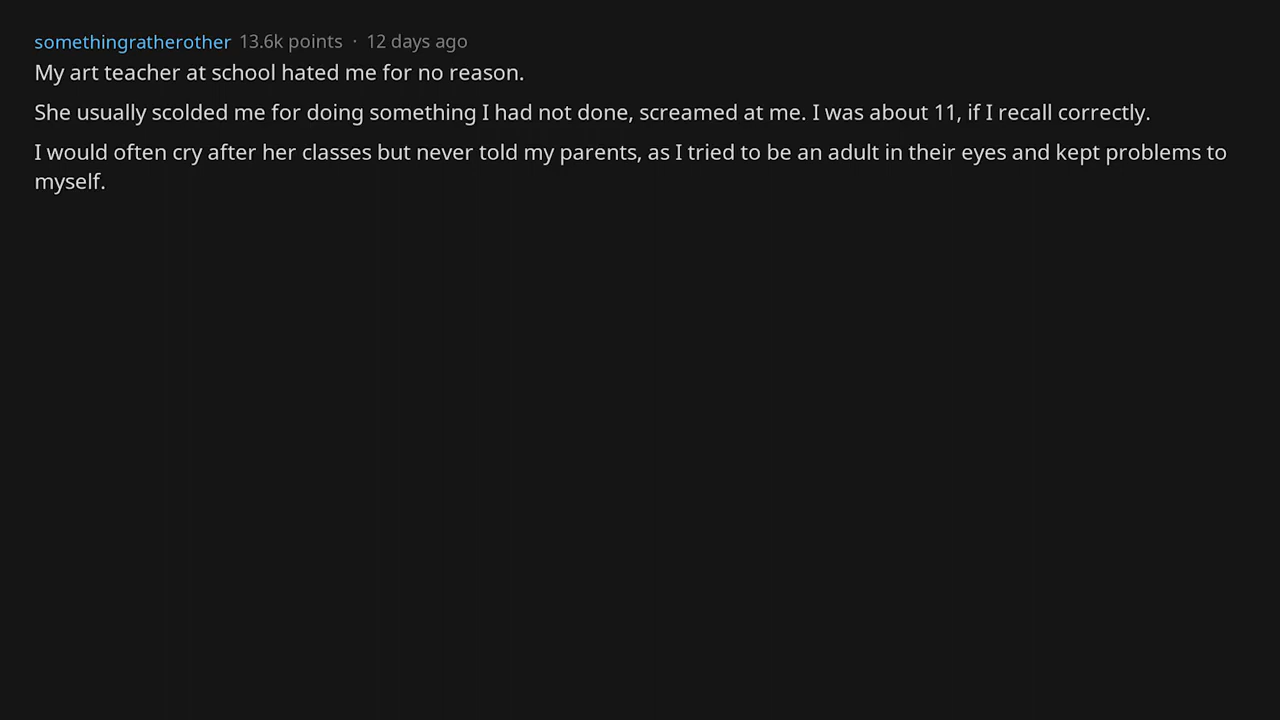 somethingratherother 13.6k points · 12 days ago
My art teacher at school hated me for no reason.
She usually scolded me for doing something I had not done, screamed at me. I was about 11, if I recall correctly.
I would often cry after her classes but never told my parents, as I tried to be an adult in their eyes and kept problems to
myself.